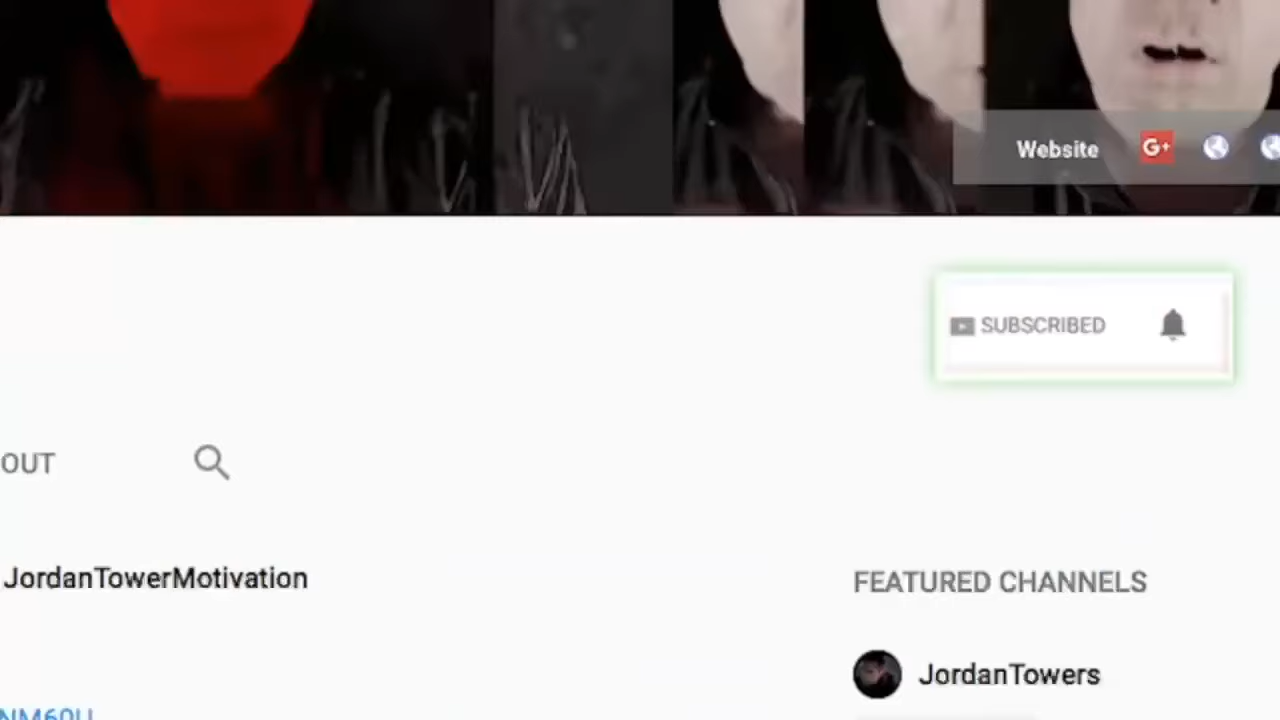 Website G+
SUBSCRIBED
OUT
JordanTowerMotivation
FEATURED CHANNELS
JordanTowers